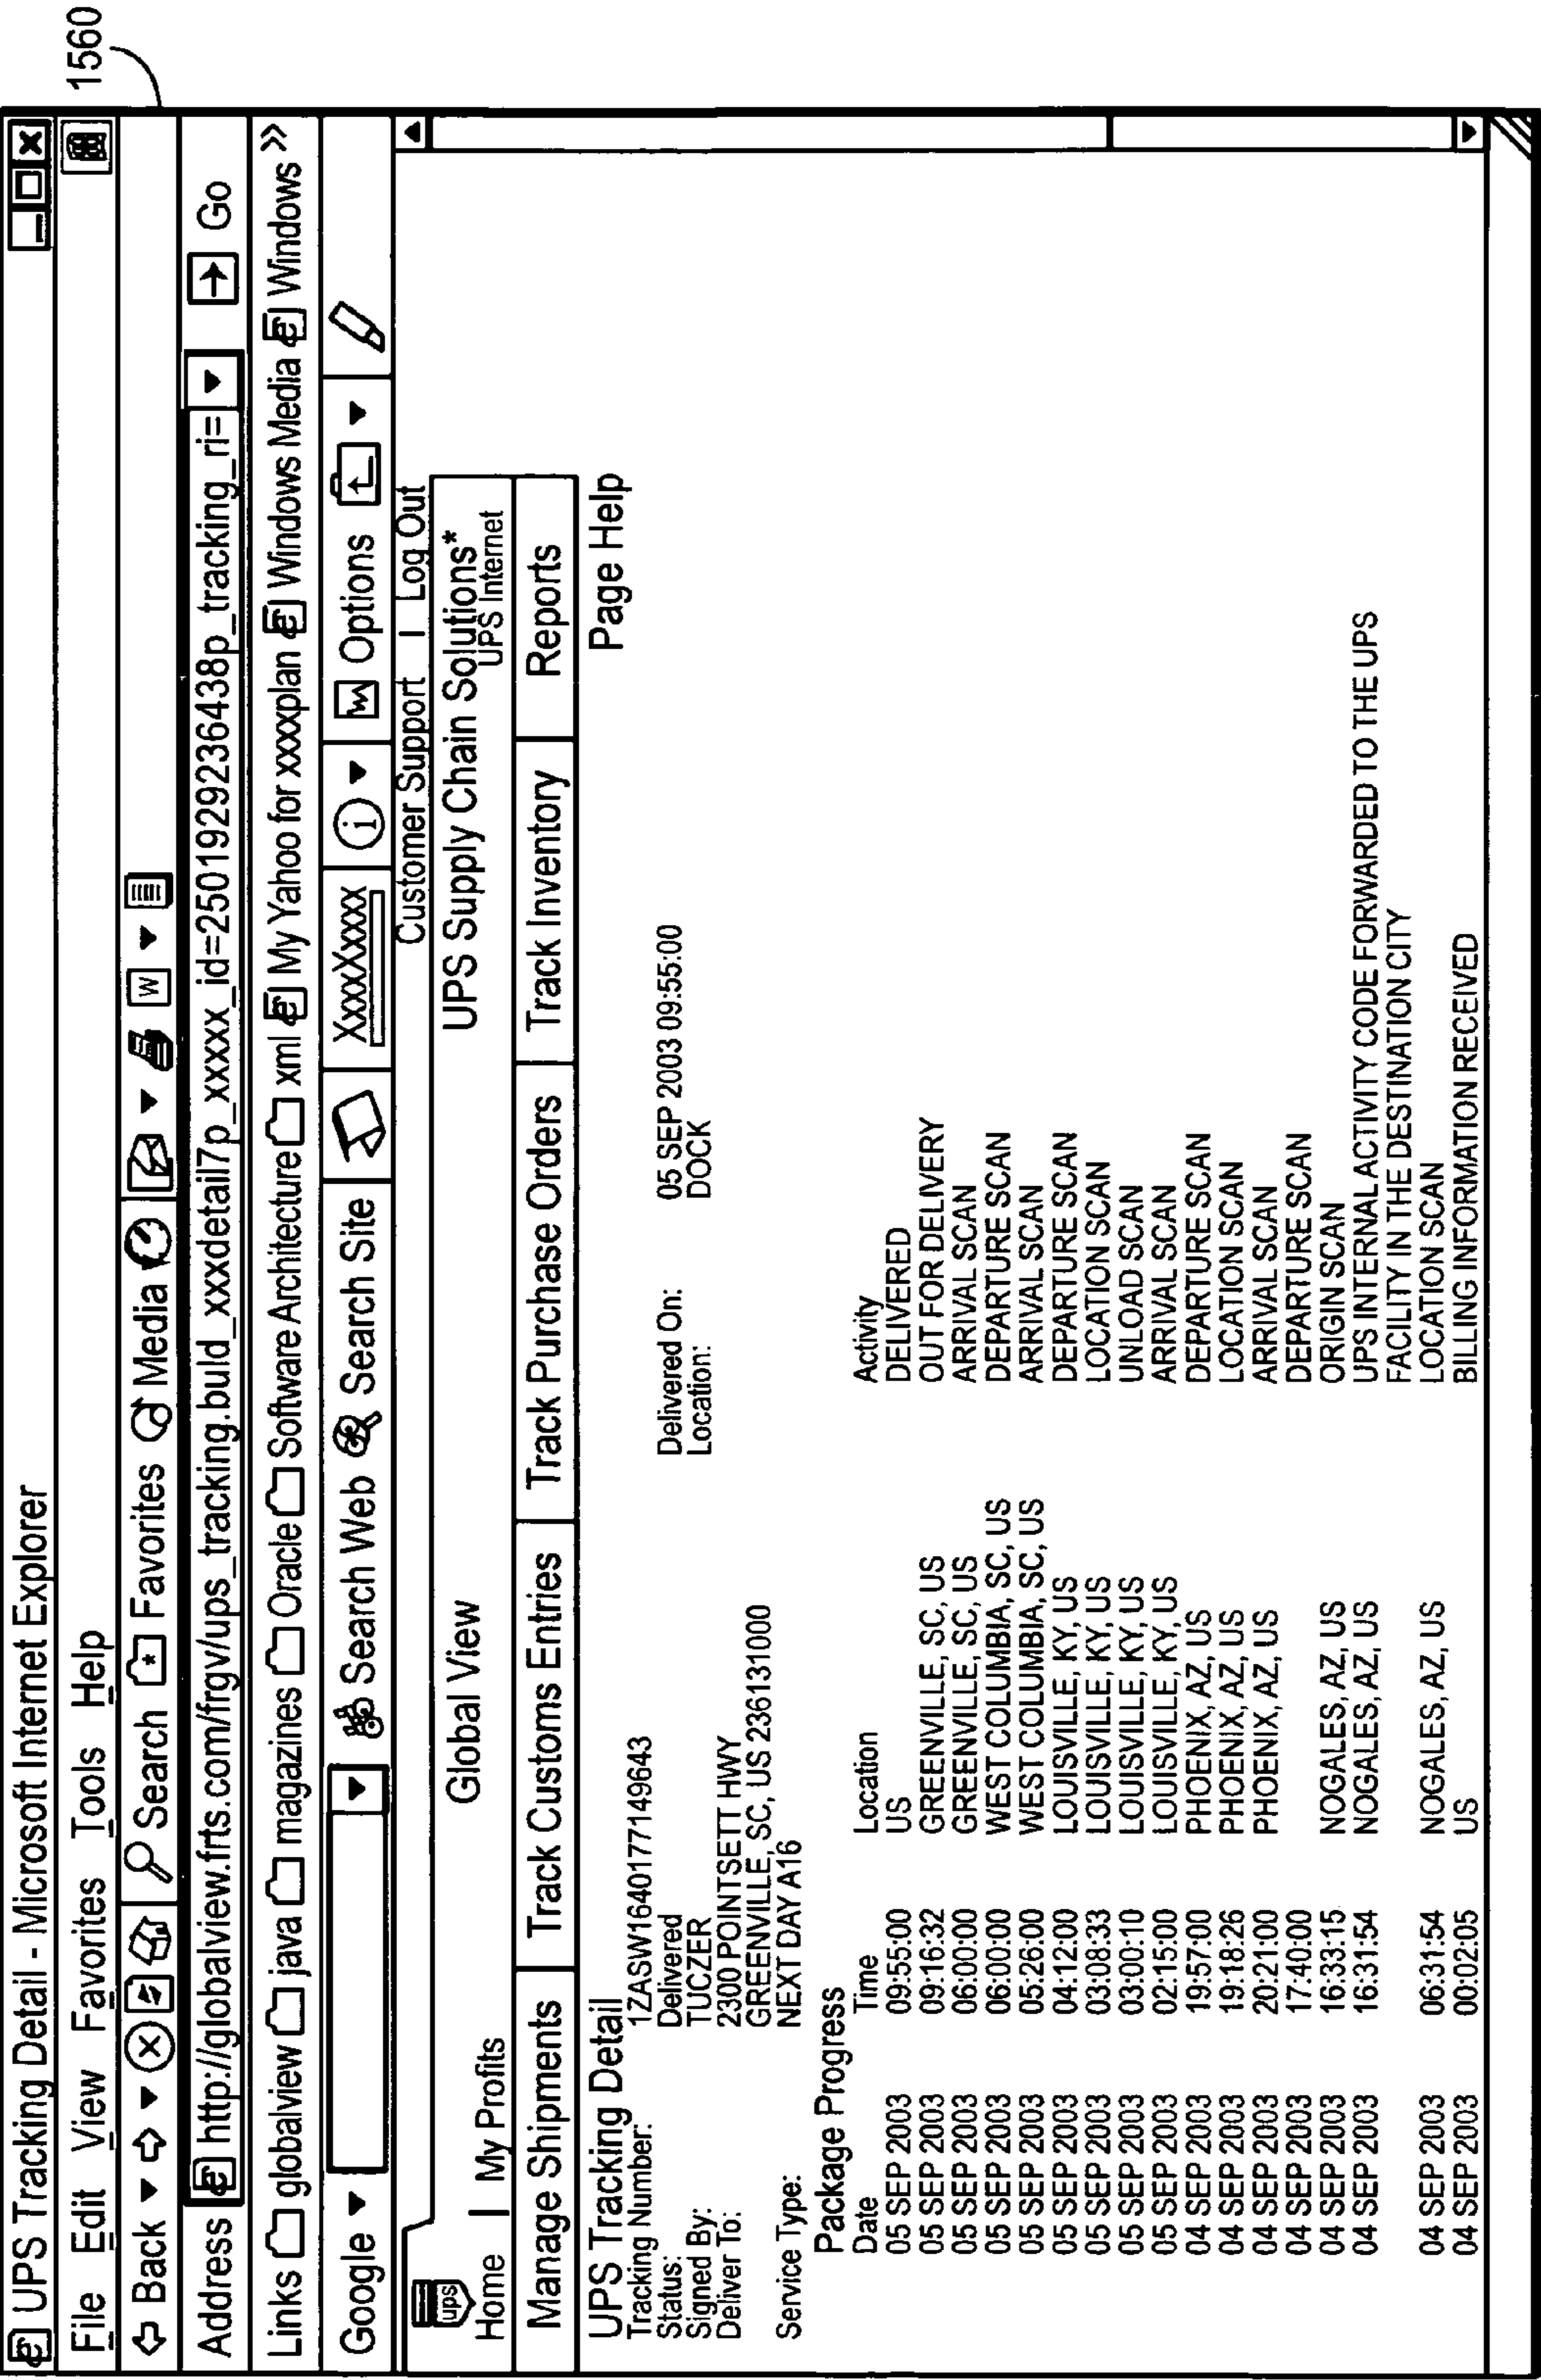 1560
UPS Tracking Detail - Microsoft Internet Explorer
File Edit View Favorites Tools Help
Back Search Favorites Media W
Address http://globalview.frts.com/frgv/ups_tracking.buld_xxxdetail7p_xxxxx_id=2501929236438p_tracking_ri= Go
Links globalview java magazines Oracle Software Architecture xml My Yahoo for xxxplan Windows Media Windows »
Google Search Web Search Site XxxxXxxxx i Options
Customer Support | Log Out
ups Global View UPS Supply Chain Solutions*
Home | My Profits UPS Internet
Manage Shipments Track Customs Entries Track Purchase Orders Track Inventory Reports
UPS Tracking Detail Page Help
Tracking Number: 1ZASW1640177149643
Status: Delivered Delivered On: 05 SEP 2003 09:55:00
Signed By: TUCZER Location: DOCK
Deliver To: 2300 POINTSETT HWY
GREENVILLE, SC, US 236131000
Service Type: NEXT DAY A16
Package Progress
Date Time Location Activity
05 SEP 2003 09:55:00 US DELIVERED
05 SEP 2003 09:16:32 GREENVILLE, SC, US OUT FOR DELIVERY
05 SEP 2003 06:00:00 GREENVILLE, SC, US ARRIVAL SCAN
05 SEP 2003 06:00:00 WEST COLUMBIA, SC, US DEPARTURE SCAN
05 SEP 2003 05:26:00 WEST COLUMBIA, SC, US ARRIVAL SCAN
05 SEP 2003 04:12:00 LOUISVILLE, KY, US DEPARTURE SCAN
05 SEP 2003 03:08:33 LOUISVILLE, KY, US LOCATION SCAN
05 SEP 2003 03:00:10 LOUISVILLE, KY, US UNLOAD SCAN
05 SEP 2003 02:15:00 LOUISVILLE, KY, US ARRIVAL SCAN
04 SEP 2003 19:57:00 PHOENIX, AZ, US DEPARTURE SCAN
04 SEP 2003 19:18:26 PHOENIX, AZ, US LOCATION SCAN
04 SEP 2003 20:21:00 PHOENIX, AZ, US ARRIVAL SCAN
04 SEP 2003 17:40:00 DEPARTURE SCAN
04 SEP 2003 16:33:15 NOGALES, AZ, US ORIGIN SCAN
04 SEP 2003 16:31:54 NOGALES, AZ, US UPS INTERNAL ACTIVITY CODE FORWARDED TO THE UPS
FACILITY IN THE DESTINATION CITY
04 SEP 2003 06:31:54 NOGALES, AZ, US LOCATION SCAN
04 SEP 2003 00:02:05 US BILLING INFORMATION RECEIVED